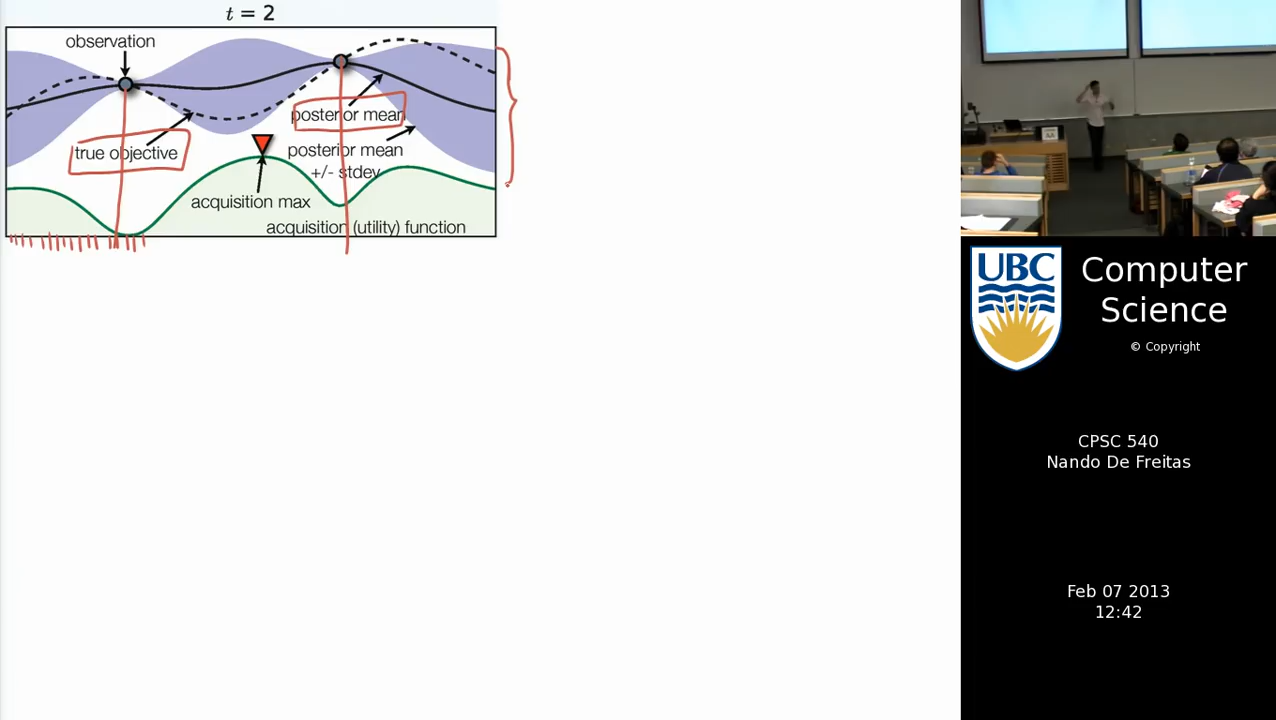 t = 2
observation
posterior mean
true objective
posterior mean
+/- stdev
acquisition max
acquisition (utility) function
UBC
Computer
Science
© Copyright
CPSC 540
Nando De Freitas
Feb 07 2013
12:42